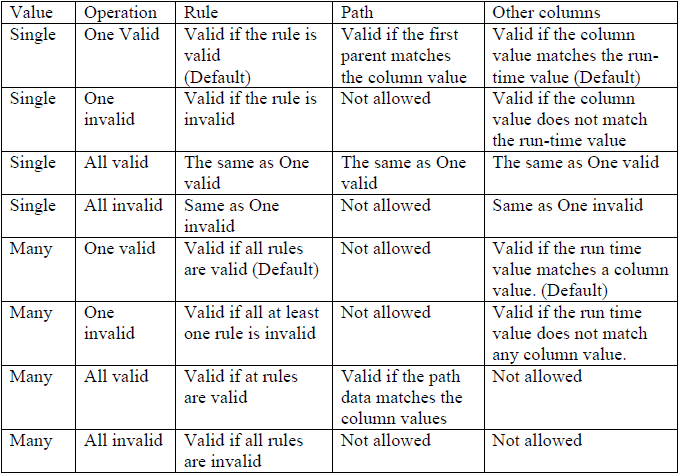 Value Operation Rule Path Other columns
Single One Valid Valid if the rule is Valid if the first Valid if the column
valid parent matches value matches the run-
(Default) the column value time value (Default)
Single One Valid if the rule is Not allowed Valid if the column
invalid invalid value does not match
the run-time value
Single All valid The same as One The same as One The same as One valid
valid valid
Single All invalid Same as One Not allowed Same as One invalid
invalid
Many One valid Valid if all rules Not allowed Valid if the run time
are valid (Default) value matches a column
value. (Default)
Many One Valid if all at least Not allowed Valid if the run time
invalid one rule is invalid value does not match
any column value.
Many All valid Valid if at rules Valid if the path Not allowed
are valid data matches the
column values
Many All invalid Valid if all rules Not allowed Not allowed
are invalid